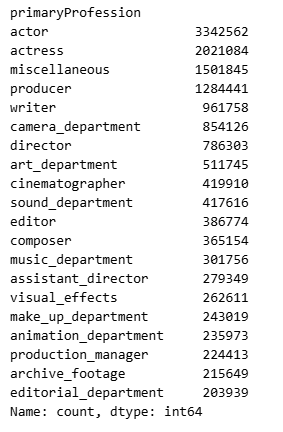 primaryProfession
actor                   3342562
actress                 2021084
miscellaneous           1501845
producer                1284441
writer                   961758
camera_department        854126
director                 786303
art_department           511745
cinematographer          419910
sound_department         417616
editor                   386774
composer                 365154
music_department         301756
assistant_director       279349
visual_effects           262611
make_up_department       243019
animation_department     235973
production_manager       224413
archive_footage          215649
editorial_department     203939
Name: count, dtype: int64